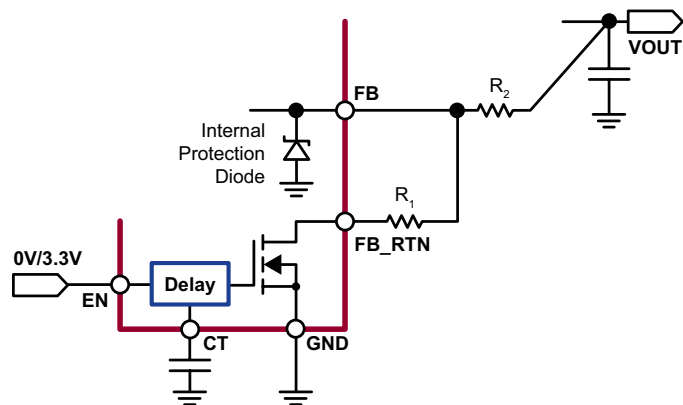 VOUT
FB
R2
Internal
Protection
Diode
R1
FB_RTN
0V/3.3V
Delay
EN
CT
GND